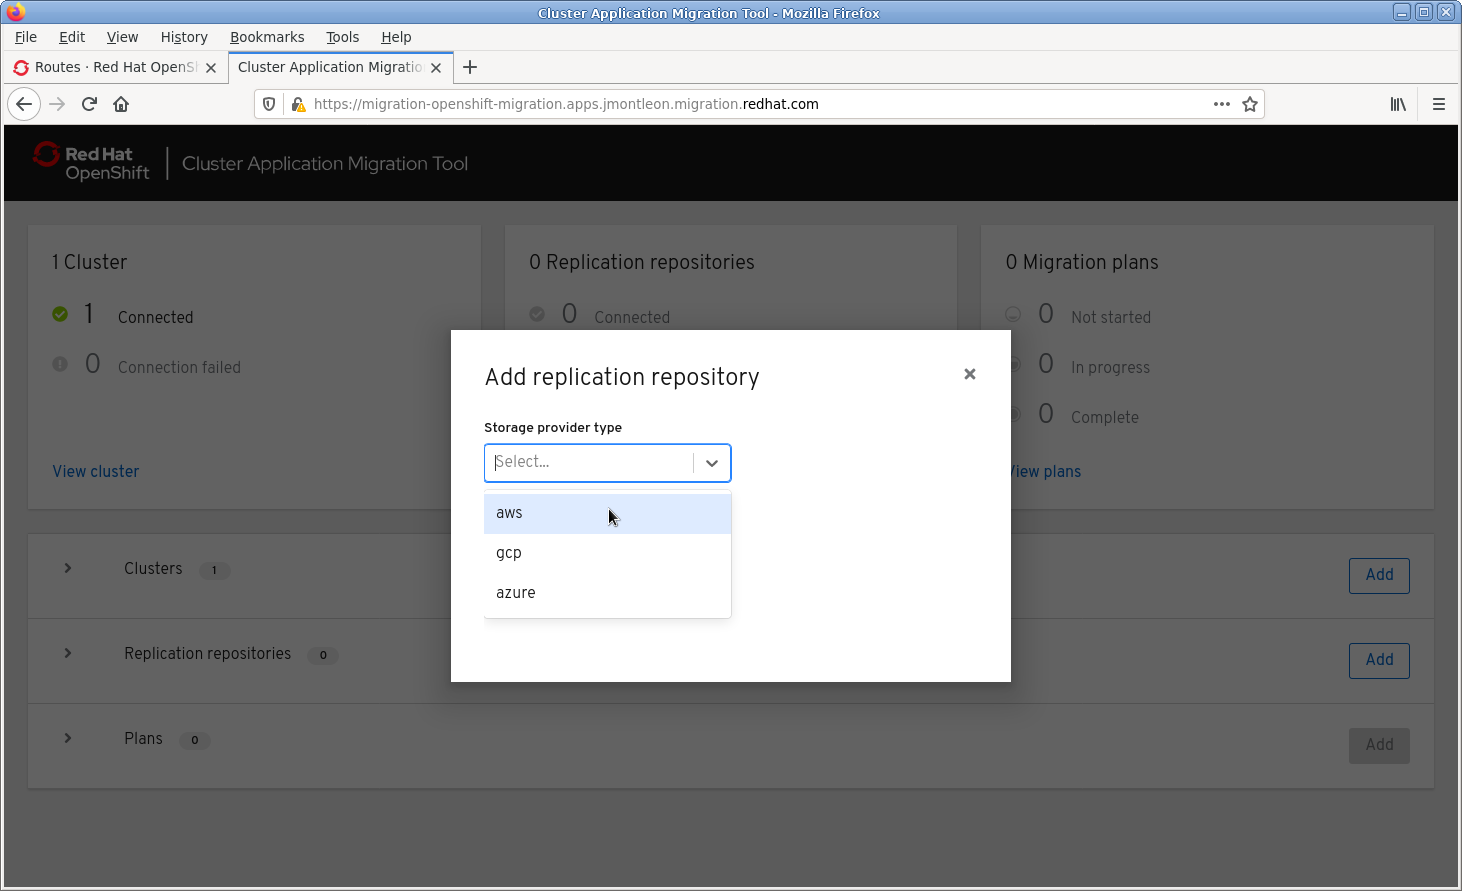 Cluster Application Migration Tool - Mozilla Firefox
File Edit View History Bookmarks Tools Help
Routes · Red Hat OpenS
Cluster Application Migratio
https://migration-openshift-migration.apps.jmontleon.migration.redhat.com
Red Hat
OpenShift
Cluster Application Migration Tool
1 Cluster
1 Connected
0 Connection failed
View cluster
0 Replication repositories
0 Connected
0 Migration plans
0 Not started
0 In progress
0 Complete
View plans
Add replication repository
Storage provider type
Select...
aws
gcp
azure
Clusters 1 Add
Replication repositories 0 Add
Plans 0 Add